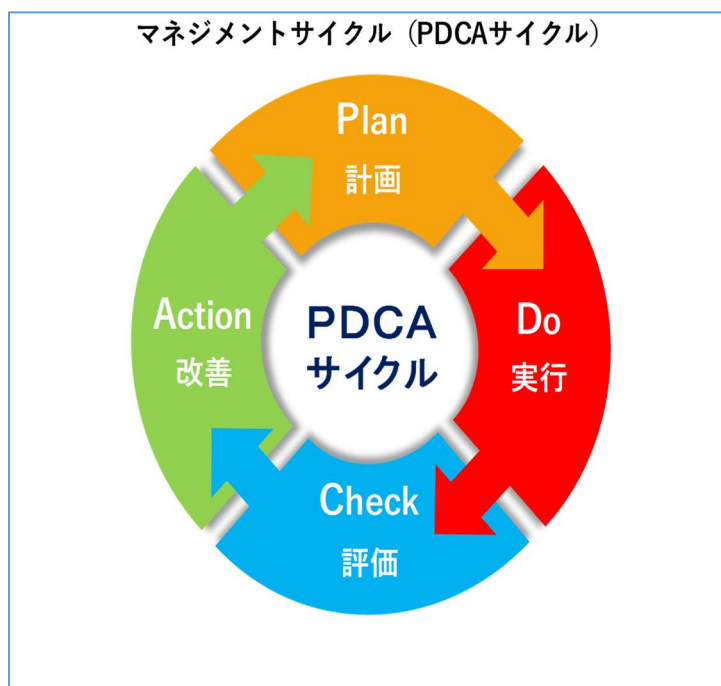 マネジメントサイクル（PDCAサイクル）
Plan
計画
Do
実行
Check
評価
Action
改善
PDCA
サイクル